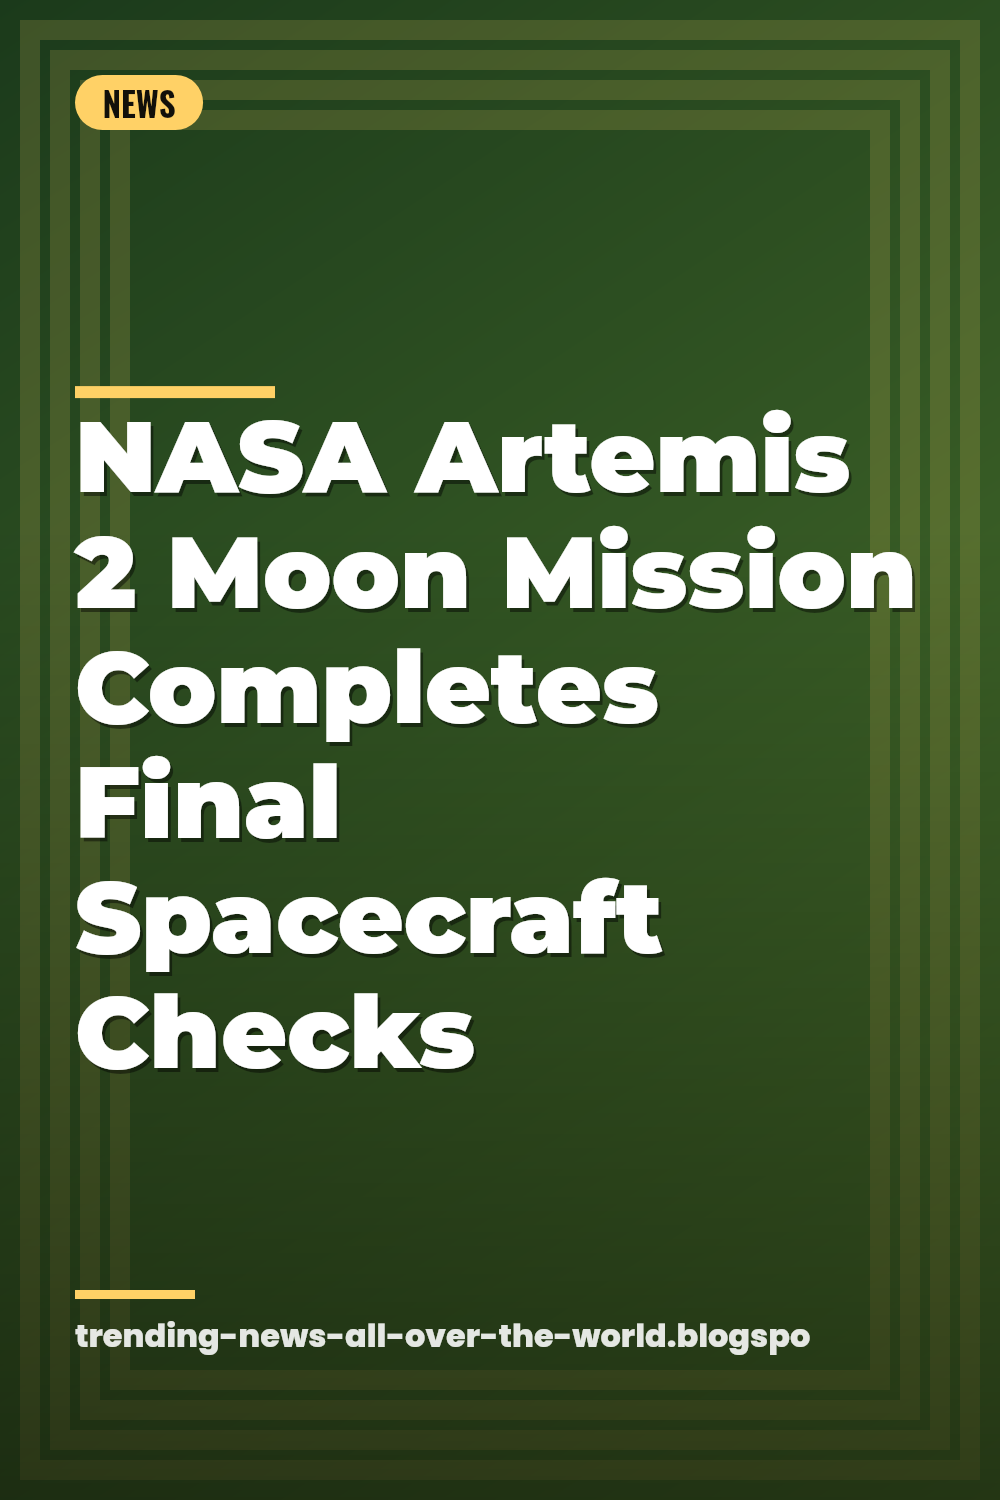 NEWS
NASA Artemis
2 Moon Mission
Completes
Final
Spacecraft
Checks
trending-news-all-over-the-world.blogspo